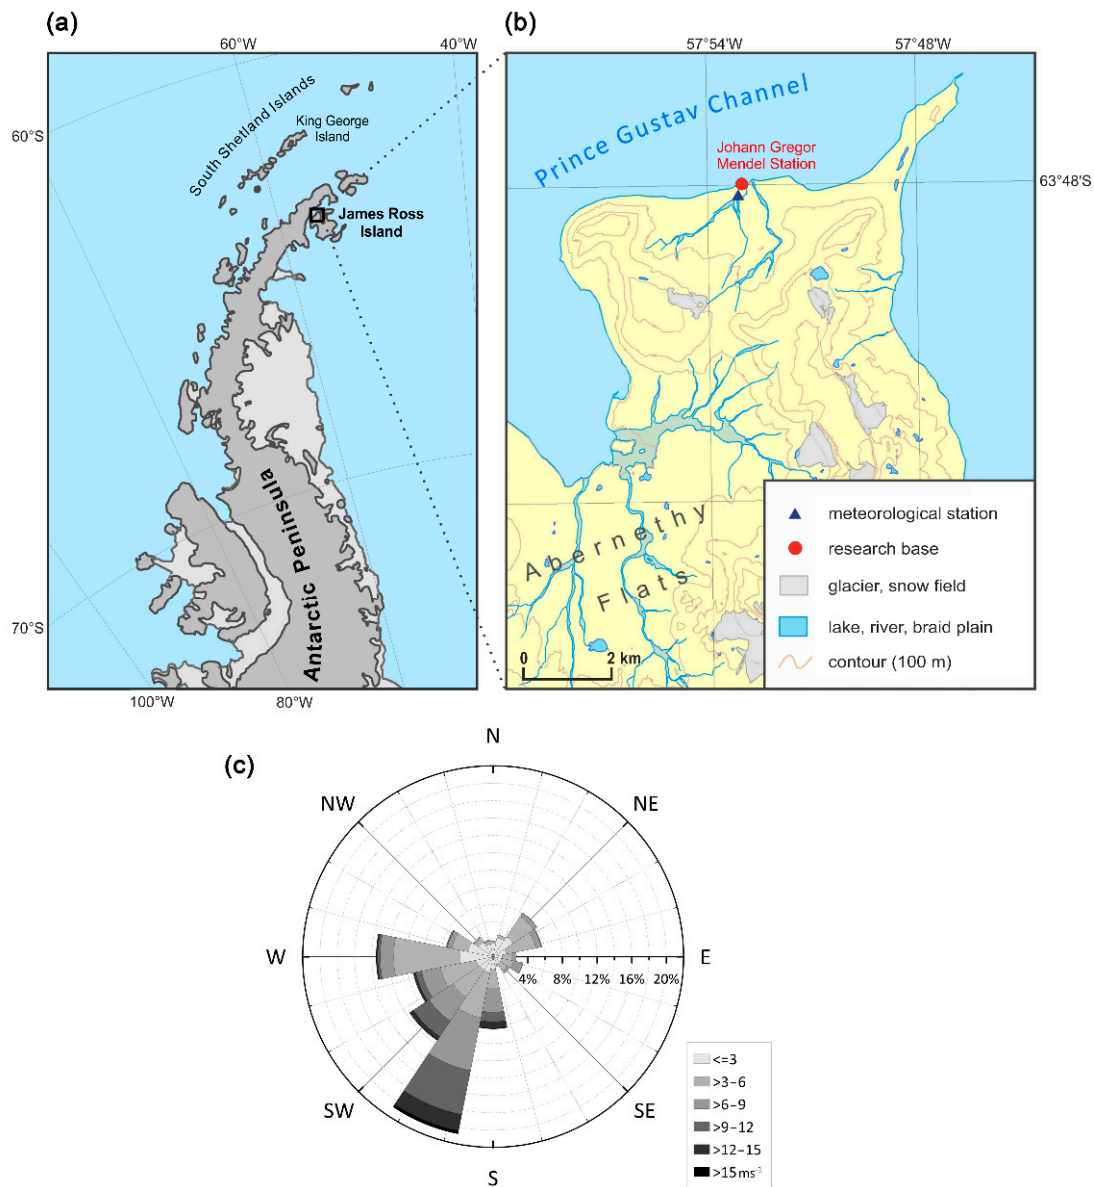 (a)
60°W
40°W
60°S
South Shetland Islands
King George
Island
James Ross
Island
Antarctic Peninsula
70°S
100°W
80°W
(b)
57°54'W
57°48'W
Prince Gustav Channel
Johann Gregor
Mendel Station
63°48'S
Abernethy
Flats
0 2 km
meteorological station
research base
glacier, snow field
lake, river, braid plain
contour (100 m)
(c)
N
NW
NE
W
E
4% 8% 12% 16% 20%
SW
SE
S
<=3
>3-6
>6-9
>9-12
>12-15
>15 ms⁻¹